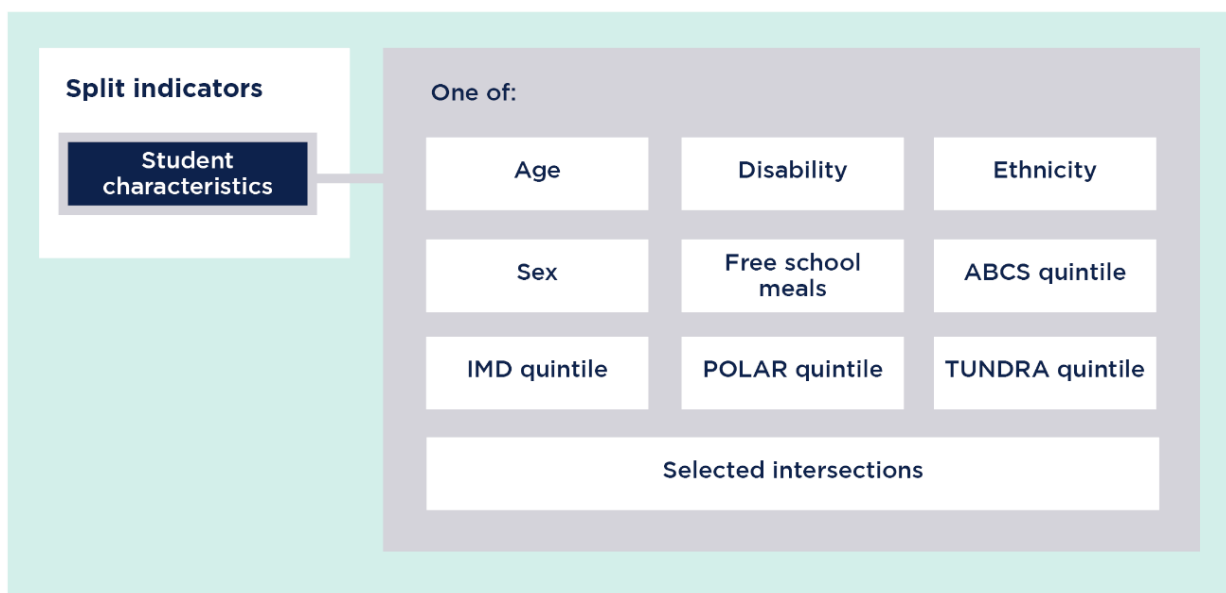 Split indicators
Student
characteristics
One of:
Age
Disability
Ethnicity
Sex
Free school
meals
ABCS quintile
IMD quintile
POLAR quintile
TUNDRA quintile
Selected intersections